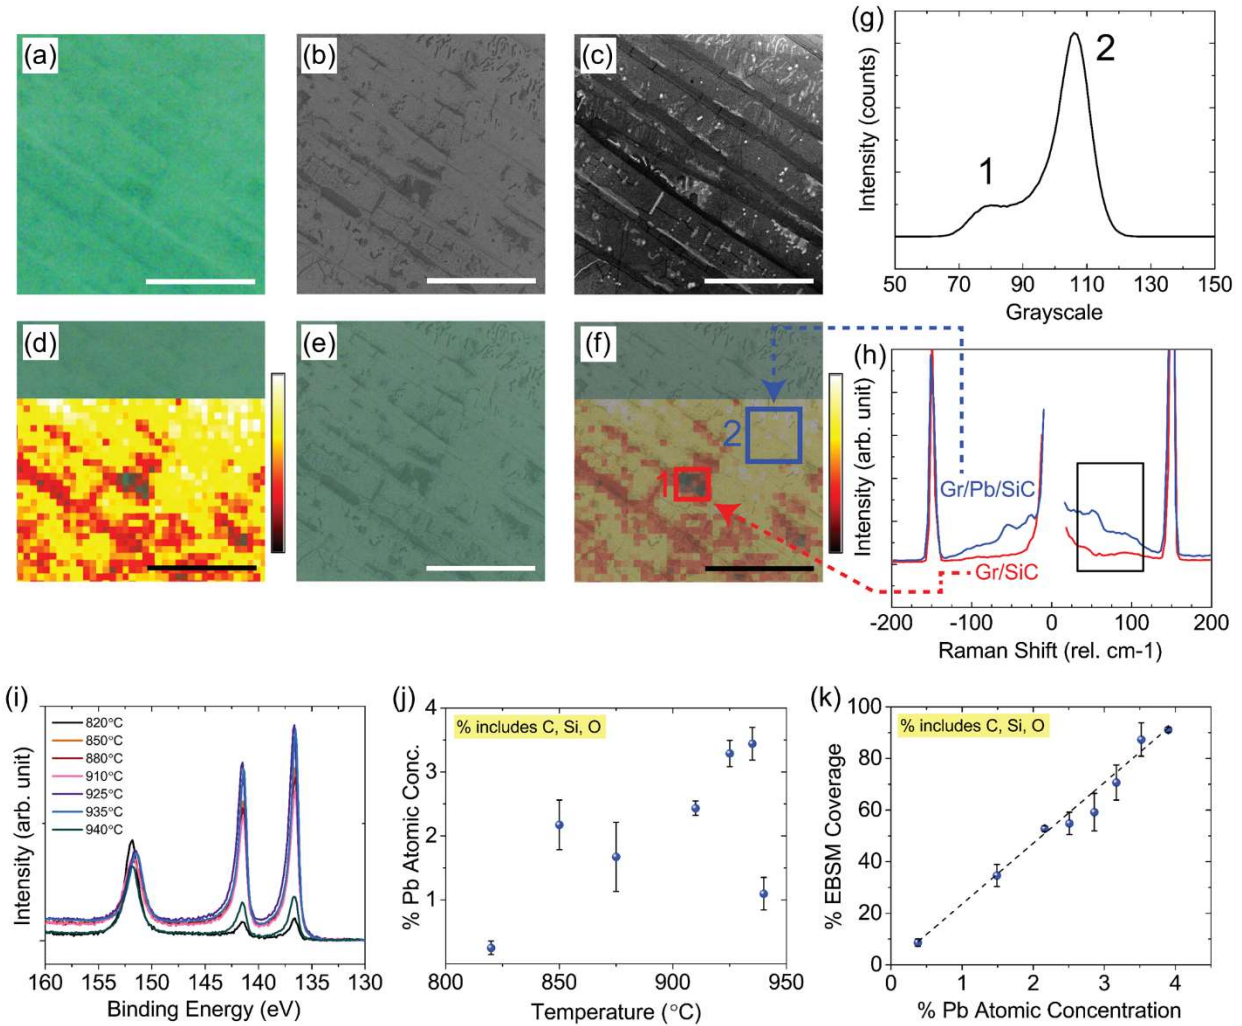 (a)
(b)
(c)
(g)
Intensity (counts)
1
2
50 70 90 110 130 150
Grayscale
(d)
(e)
(f)
1
2
(h)
Intensity (arb. unit)
Gr/Pb/SiC
Gr/SiC
-200 -100 0 100 200
Raman Shift (rel. cm-1)
(i)
Intensity (arb. unit)
820°C
850°C
880°C
910°C
925°C
935°C
940°C
160 155 150 145 140 135 130
Binding Energy (eV)
(j)
% includes C, Si, O
% Pb Atomic Conc.
4
3
2
1
800 850 900 950
Temperature (°C)
(k)
% includes C, Si, O
% EBSM Coverage
100
80
60
40
20
0
0 1 2 3 4
% Pb Atomic Concentration